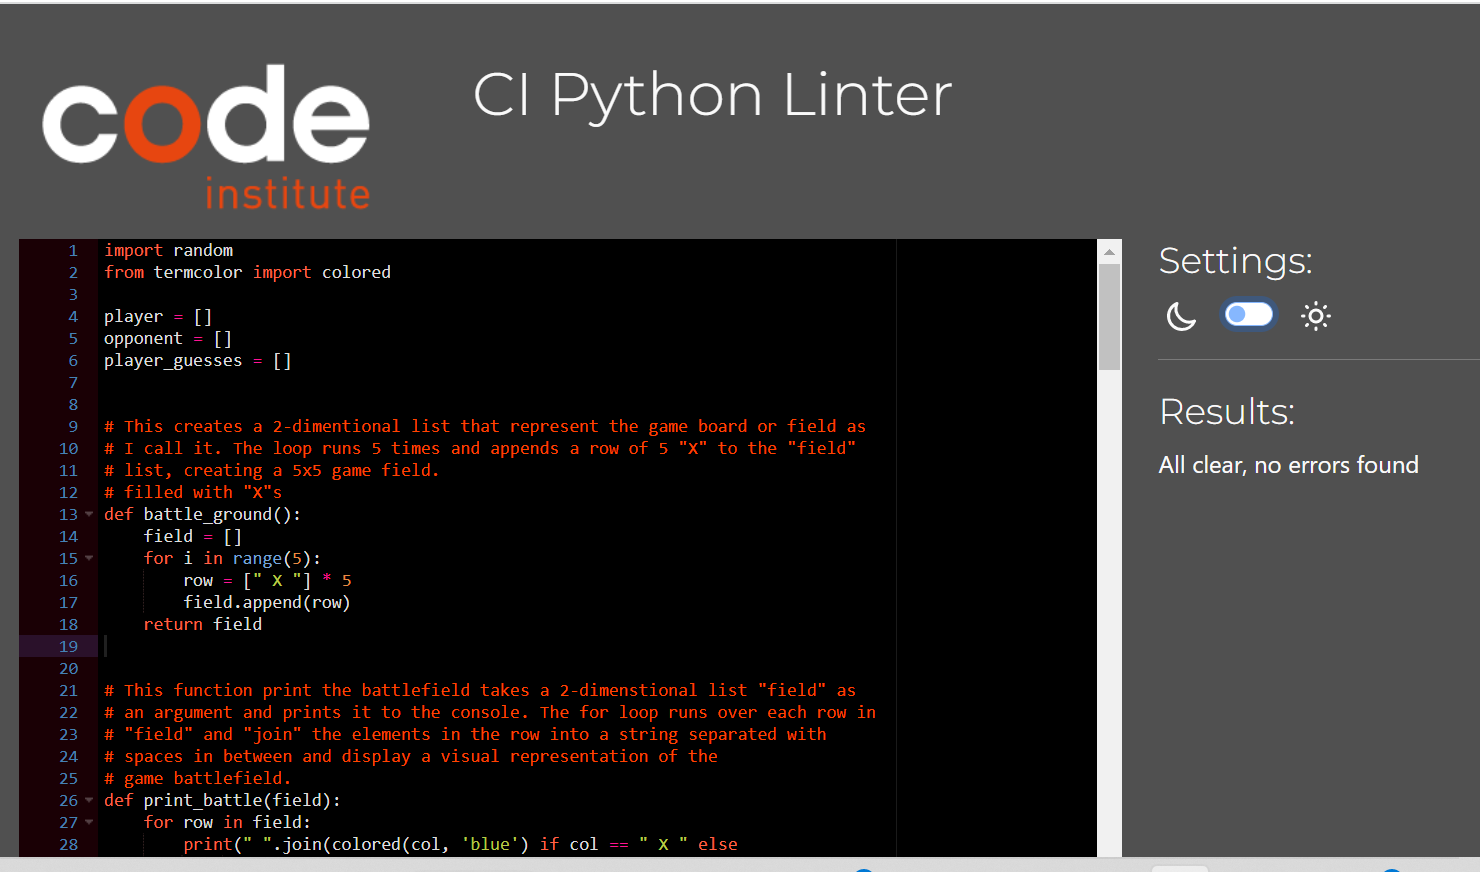 code
institute
CI Python Linter
1 import random
2 from termcolor import colored
3
4 player = []
5 opponent = []
6 player_guesses = []
7
8
9 # This creates a 2-dimentional list that represent the game board or field as
10 # I call it. The loop runs 5 times and appends a row of 5 "X" to the "field"
11 # list, creating a 5x5 game field.
12 # filled with "X"s
13 def battle_ground():
14     field = []
15     for i in range(5):
16         row = [" X "] * 5
17         field.append(row)
18     return field
19
20
21 # This function print the battlefield takes a 2-dimenstional list "field" as
22 # an argument and prints it to the console. The for loop runs over each row in
23 # "field" and "join" the elements in the row into a string separated with
24 # spaces in between and display a visual representation of the
25 # game battlefield.
26 def print_battle(field):
27     for row in field:
28         print(" ".join(colored(col, 'blue') if col == " X " else
Settings:
Results:
All clear, no errors found